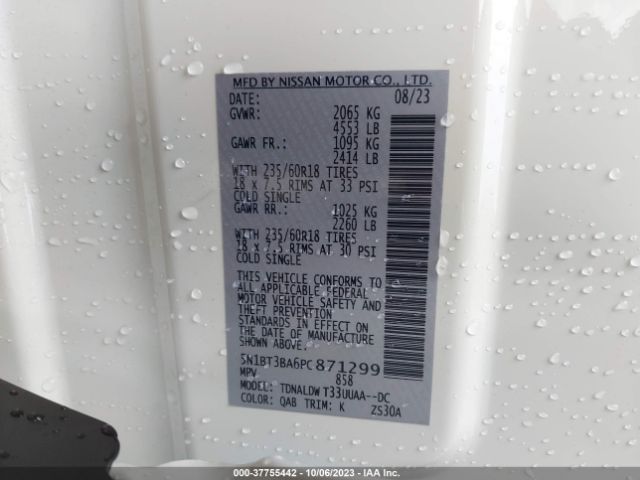 MFD BY NISSAN MOTOR CO., LTD.
DATE: 08/23
GVWR: 2065 KG
4553 LB
GAWR FR.: 1095 KG
2414 LB
WITH 235/60R18 TIRES
18 x 7.5 RIMS AT 33 PSI
COLD SINGLE
GAWR RR.: 1025 KG
2260 LB
WITH 235/60R18 TIRES
18 x 7.5 RIMS AT 30 PSI
COLD SINGLE
THIS VEHICLE CONFORMS TO
ALL APPLICABLE FEDERAL
MOTOR VEHICLE SAFETY AND
THEFT PREVENTION
STANDARDS IN EFFECT ON
THE DATE OF MANUFACTURE
SHOWN ABOVE.
5N1BT3BA6PC871299
MPV 858
MODEL: TDNALDWT33UUAA--DC
COLOR: QAB TRIM: K ZS30A
000-37755442 - 10/06/2023 - IAA Inc.